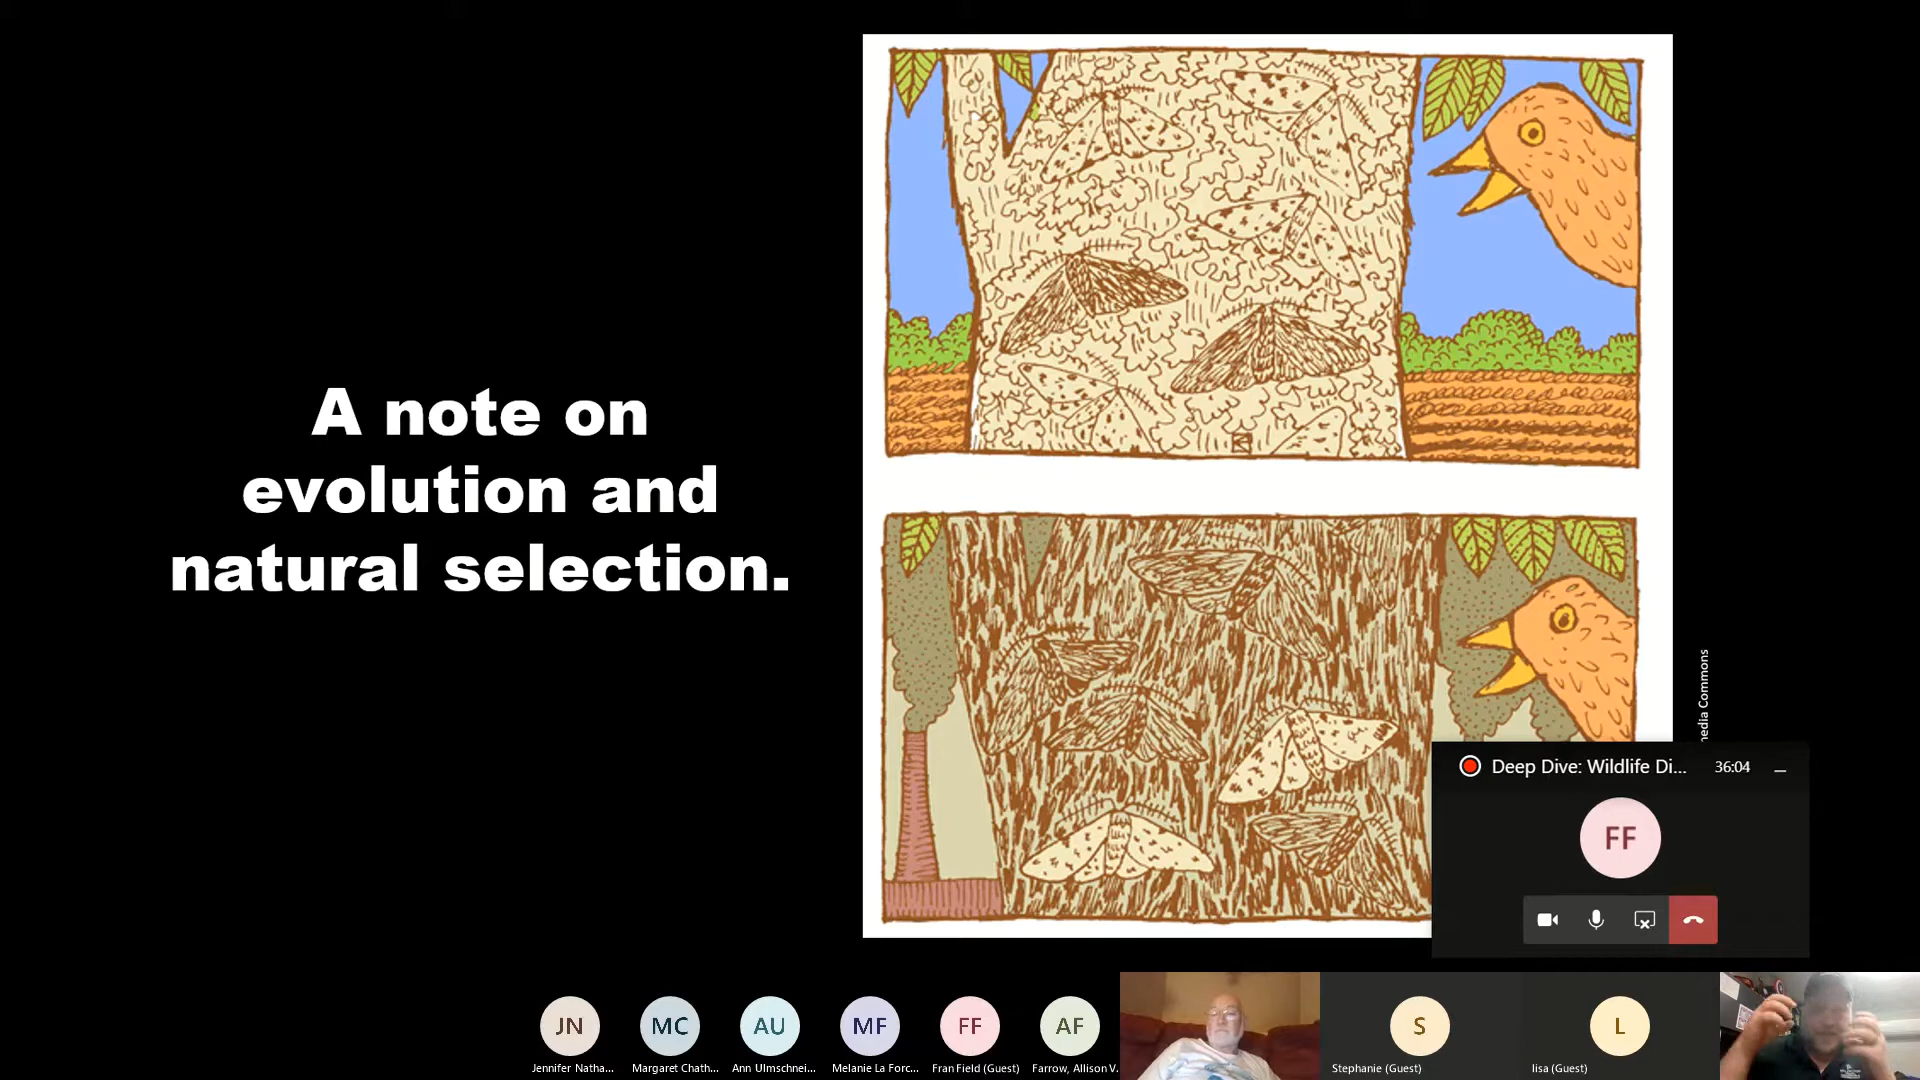 A note on
evolution and
natural selection.
media Commons
Deep Dive: Wildlife Di...
36:04
FF
JN
MC
AU
MF
FF
AF
S
L
Jennifer Natha...
Margaret Chath...
Ann Ulmschnei...
Melanie La Forc...
Fran Field (Guest)
Farrow, Allison V.
Stephanie (Guest)
lisa (Guest)